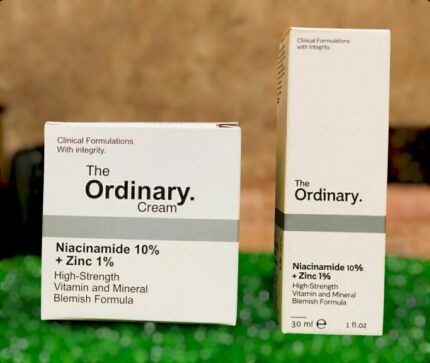 Clinical Formulations
With integrity.
The
Ordinary.
Cream
Niacinamide 10%
+ Zinc 1%
High-Strength
Vitamin and Mineral
Blemish Formula
Clinical Formulations
with Integrity.
The
Ordinary.
Niacinamide 10%
+ Zinc 1%
High-Strength
Vitamin and Mineral
Blemish Formula
30 ml ℮ 1 fl.oz